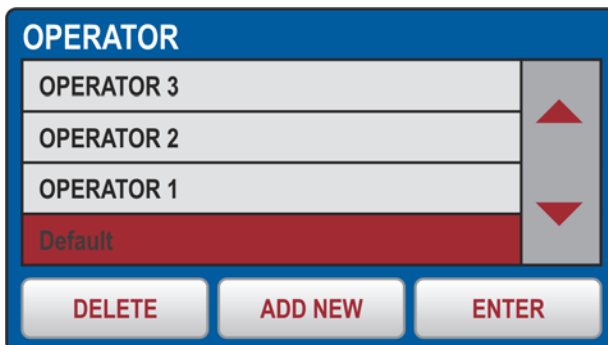 OPERATOR
OPERATOR 3
OPERATOR 2
OPERATOR 1
Default
DELETE ADD NEW ENTER